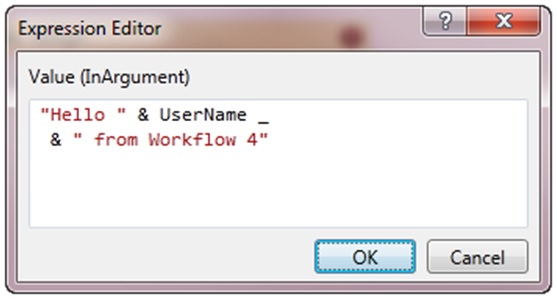 Expression Editor
Value (InArgument)
"Hello " & UserName _
& " from Workflow 4"
OK
Cancel